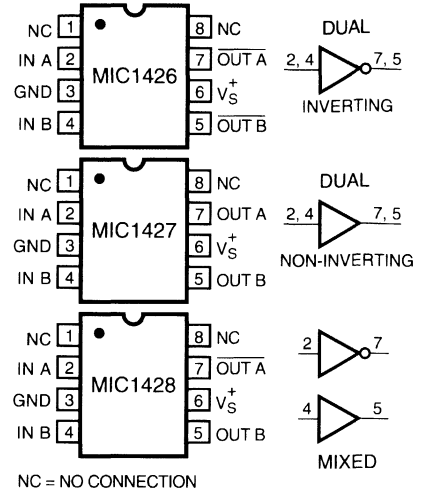 NC 1 8 NC DUAL
IN A 2 7 OUT A 2, 4 7, 5
MIC1426
GND 3 6 VS+ INVERTING
IN B 4 5 OUT B
NC 1 8 NC DUAL
IN A 2 7 OUT A 2, 4 7, 5
MIC1427
GND 3 6 VS+ NON-INVERTING
IN B 4 5 OUT B
NC 1 8 NC 2 7
IN A 2 7 OUT A
MIC1428
GND 3 6 VS+ 4 5
IN B 4 5 OUT B
MIXED
NC = NO CONNECTION